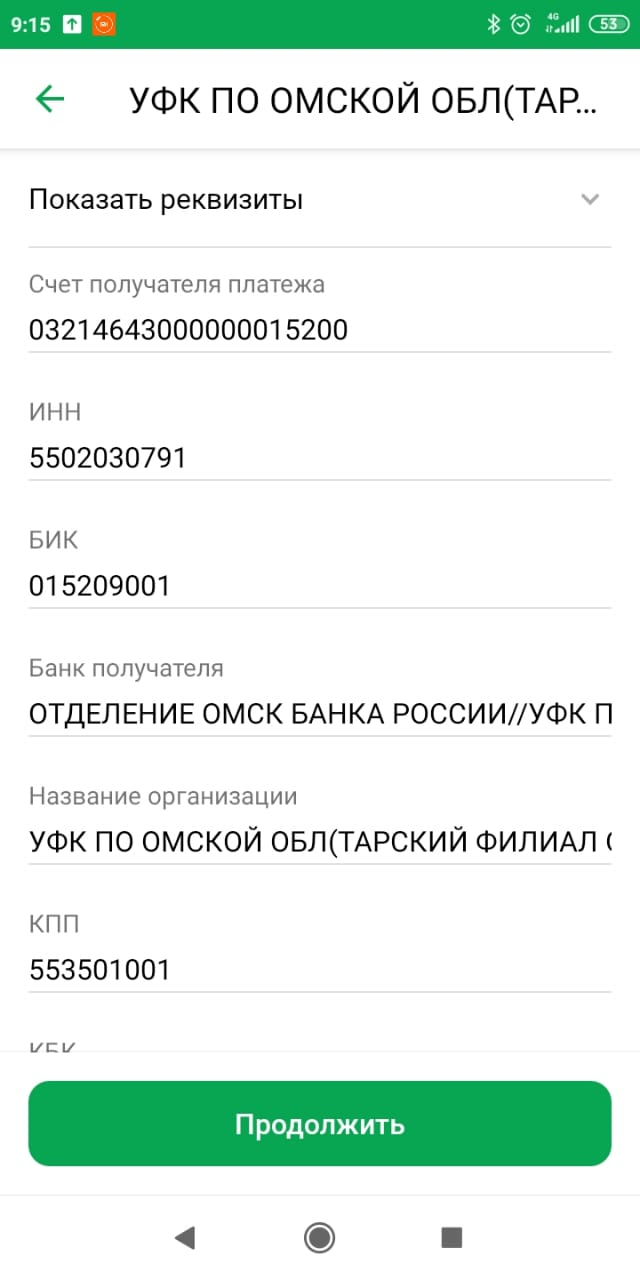 9:15
4G
53
УФК ПО ОМСКОЙ ОБЛ(ТАР...
Показать реквизиты
Счет получателя платежа
03214643000000015200
ИНН
5502030791
БИК
015209001
Банк получателя
ОТДЕЛЕНИЕ ОМСК БАНКА РОССИИ//УФК П
Название организации
УФК ПО ОМСКОЙ ОБЛ(ТАРСКИЙ ФИЛИАЛ
КПП
553501001
КБК
Продолжить